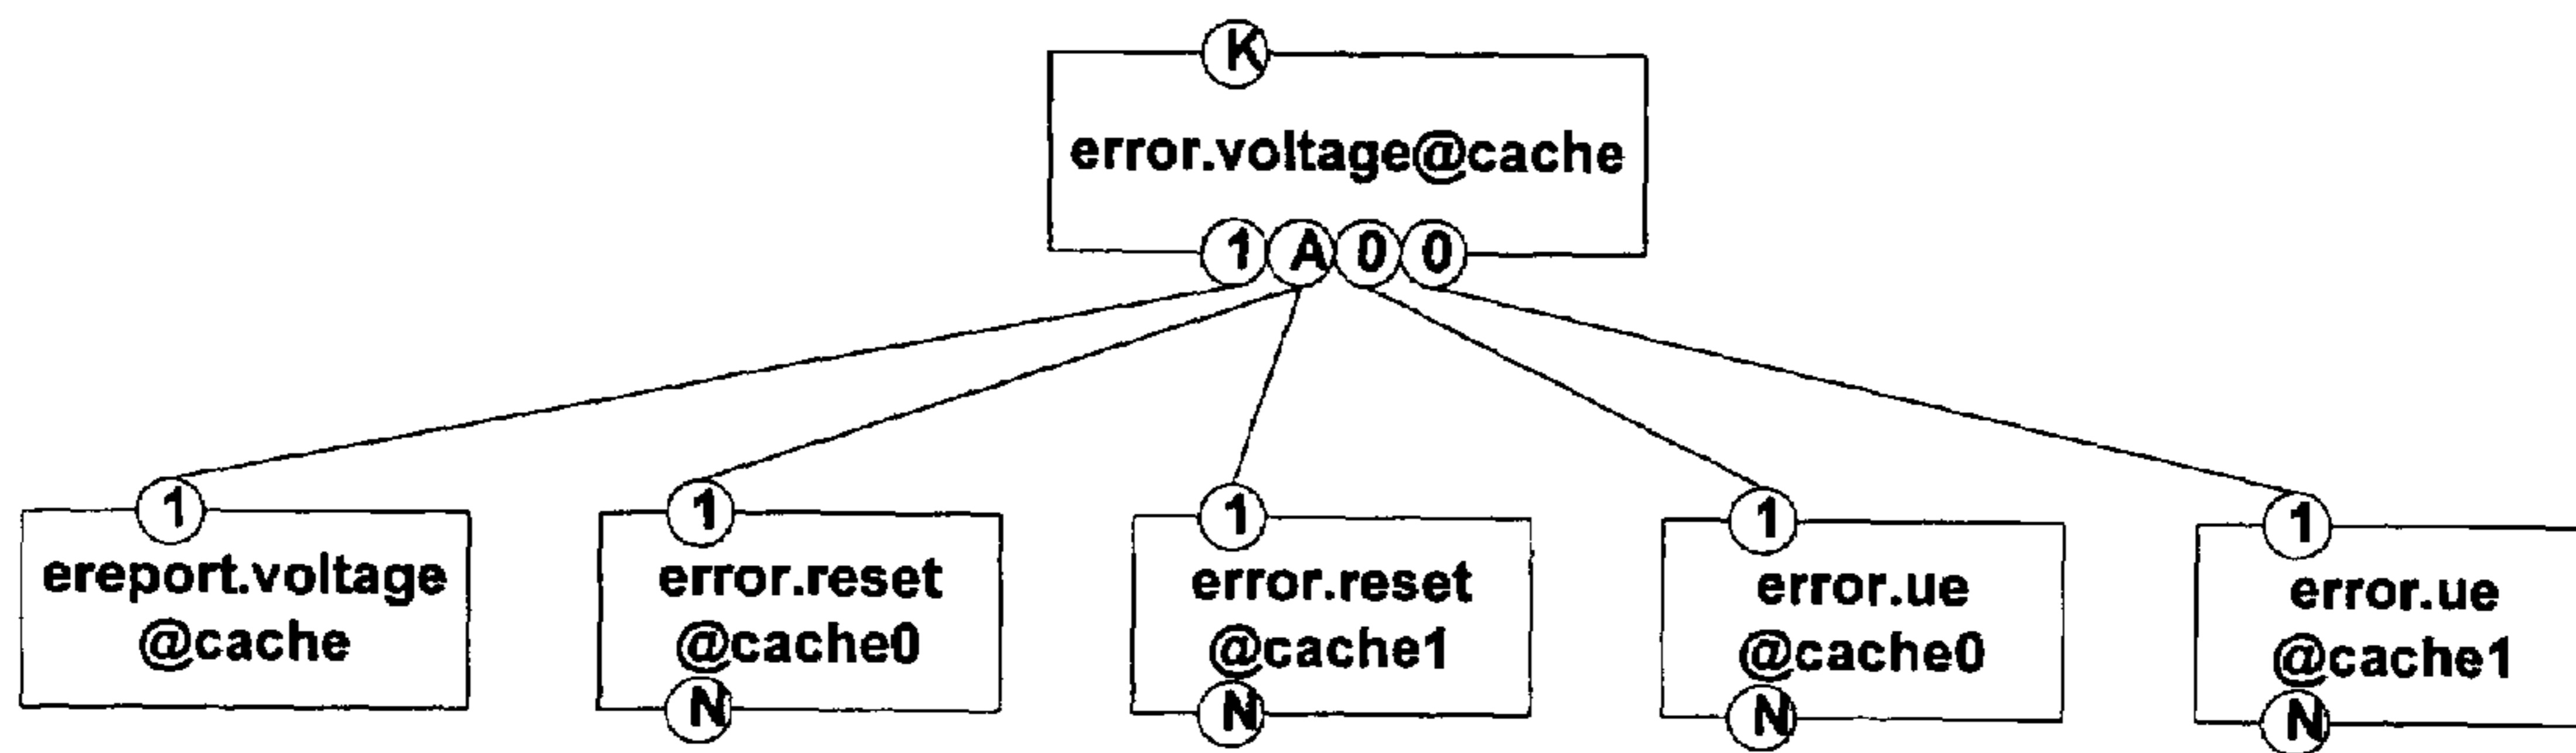 K
error.voltage@cache
1 A 0 0
1 1 1 1 1
ereport.voltage
@cache
error.reset
@cache0
error.reset
@cache1
error.ue
@cache0
error.ue
@cache1
N N N N